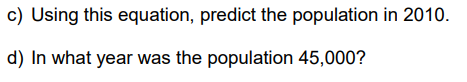 c) Using this equation, predict the population in 2010.
d) In what year was the population 45,000?